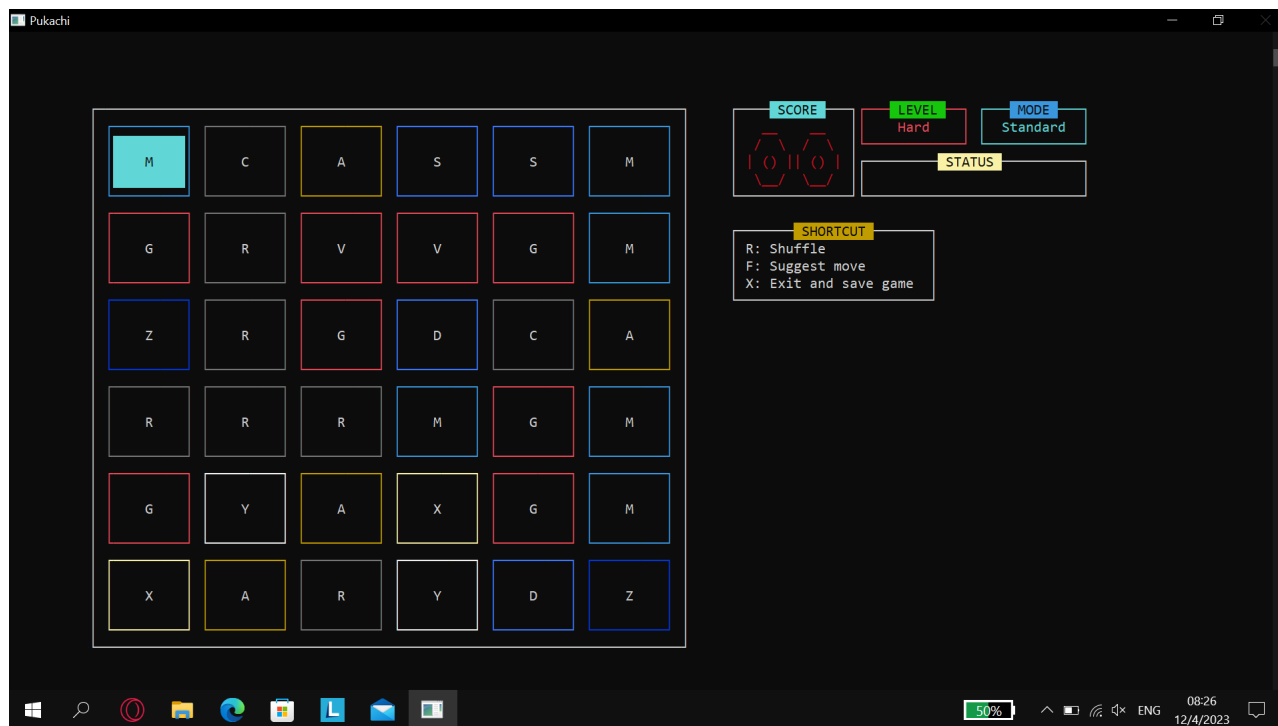 Pukachi
SCORE LEVEL MODE
Hard Standard
STATUS
M C A S S M
G R V V G M
SHORTCUT
R: Shuffle
F: Suggest move
X: Exit and save game
Z R G D C A
R R R M G M
G Y A X G M
X A R Y D Z
L
50% ENG
08:26
12/4/2023